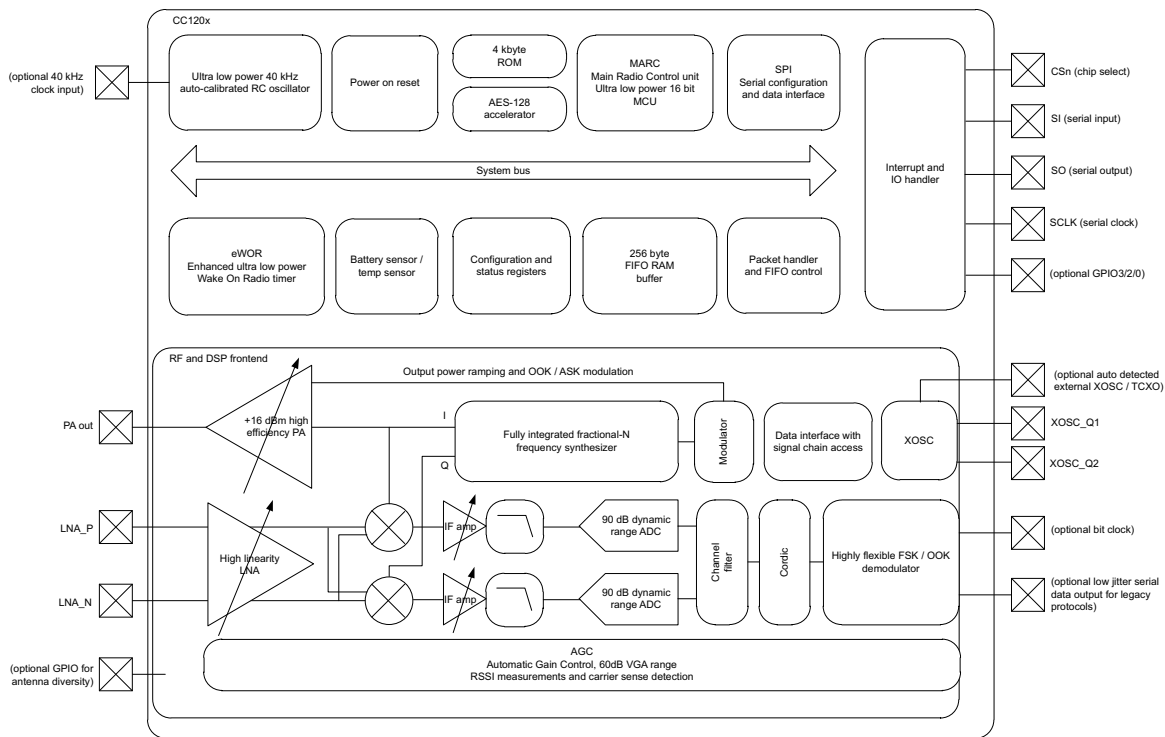 CC120x
(optional 40 kHz
clock input)
Ultra low power 40 kHz
auto-calibrated RC oscillator
Power on reset
4 kbyte
ROM
AES-128
accelerator
MARC
Main Radio Control unit
Ultra low power 16 bit
MCU
SPI
Serial configuration
and data interface
Interrupt and
IO handler
CSn (chip select)
SI (serial input)
SO (serial output)
SCLK (serial clock)
(optional GPIO3/2/0)
System bus
eWOR
Enhanced ultra low power
Wake On Radio timer
Battery sensor /
temp sensor
Configuration and
status registers
256 byte
FIFO RAM
buffer
Packet handler
and FIFO control
RF and DSP frontend
Output power ramping and OOK / ASK modulation
(optional auto detected
external XOSC / TCXO)
PA out
+16 dBm high
efficiency PA
I
Q
Fully integrated fractional-N
frequency synthesizer
Modulator
Data interface with
signal chain access
XOSC
XOSC_Q1
XOSC_Q2
LNA_P
LNA_N
High linearity
LNA
IF amp
IF amp
90 dB dynamic
range ADC
90 dB dynamic
range ADC
Channel
filter
Cordic
Highly flexible FSK / OOK
demodulator
(optional bit clock)
(optional low jitter serial
data output for legacy
protocols)
AGC
Automatic Gain Control, 60dB VGA range
RSSI measurements and carrier sense detection
(optional GPIO for
antenna diversity)